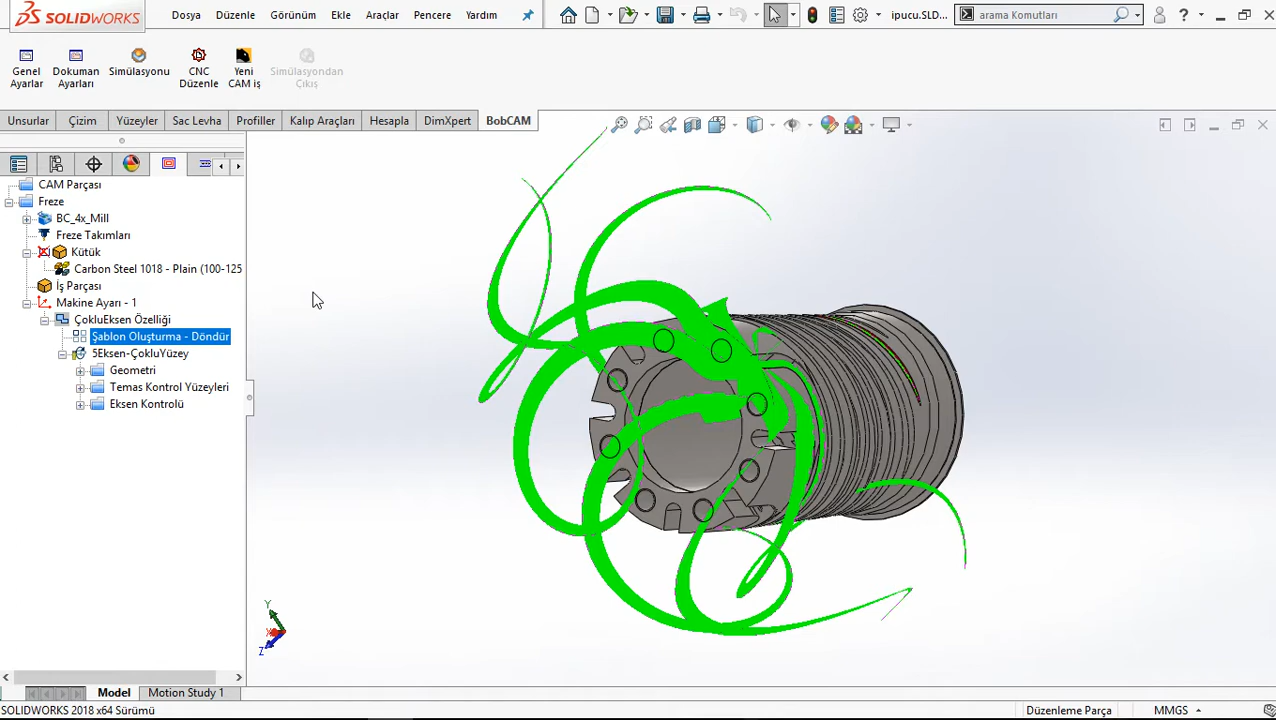 SOLIDWORKS Dosya Düzenle Görünüm Ekle Araçlar Pencere Yardım ipucu.SLD... arama Komutları ?
Genel Ayarlar
Dokuman Ayarları
Simülasyonu
CNC Düzenle
Yeni CAM iş
Simülasyondan Çıkış
Unsurlar Çizim Yüzeyler Sac Levha Profiller Kalıp Araçları Hesapla DimXpert BobCAM
CAM Parçası
Freze
BC_4x_Mill
Freze Takımları
Kütük
Carbon Steel 1018 - Plain (100-125
İş Parçası
Makine Ayarı - 1
ÇokluEksen Özelliği
Şablon Oluşturma - Döndür
5Eksen-ÇokluYüzey
Geometri
Temas Kontrol Yüzeyleri
Eksen Kontrolü
Y
X
Z
Model Motion Study 1
SOLIDWORKS 2018 x64 Sürümü Düzenleme Parça MMGS